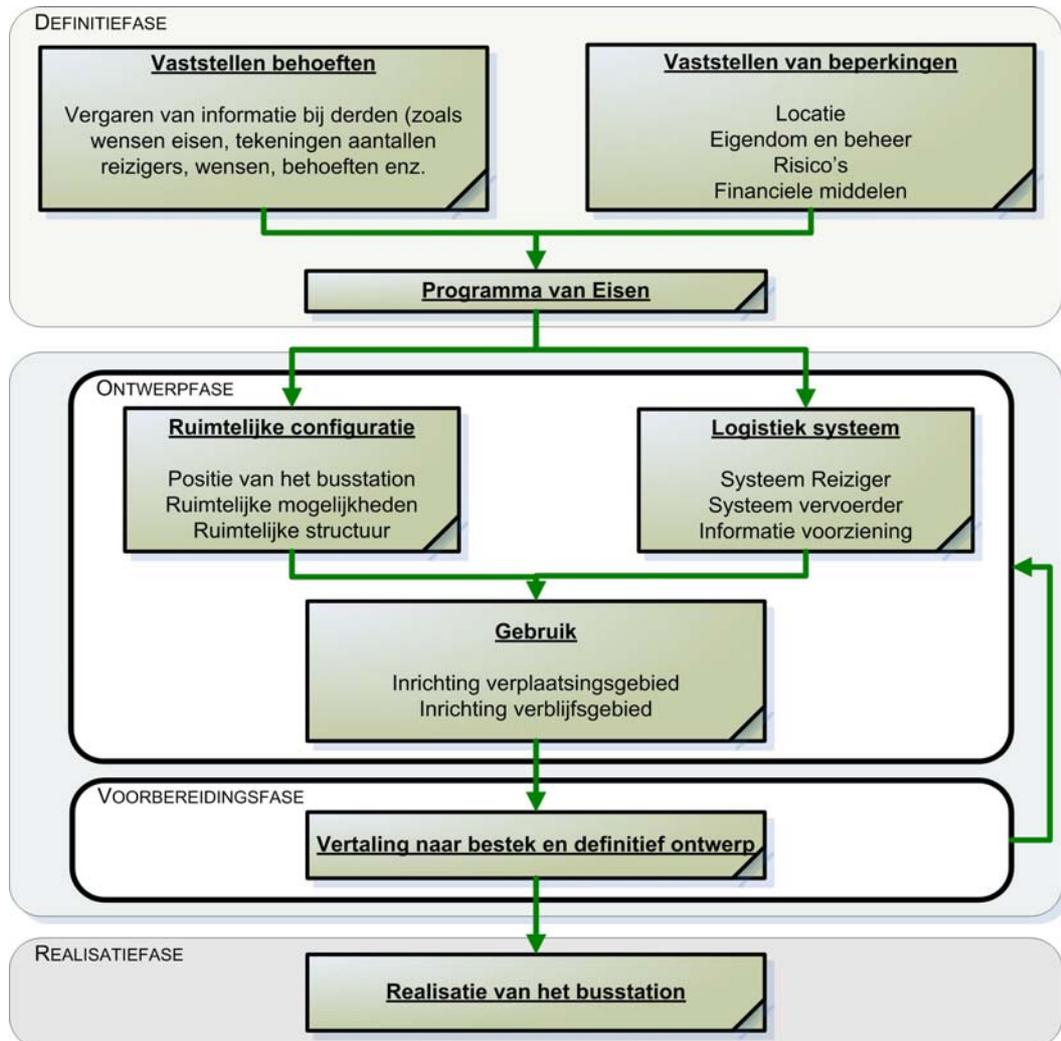 DEFINITIEFASE
Vaststellen behoeften
Vergaren van informatie bij derden (zoals
wensen eisen, tekeningen aantallen
reizigers, wensen, behoeften enz.
Vaststellen van beperkingen
Locatie
Eigendom en beheer
Risico's
Financiele middelen
Programma van Eisen
ONTWERPFASE
Ruimtelijke configuratie
Positie van het busstation
Ruimtelijke mogelijkheden
Ruimtelijke structuur
Logistiek systeem
Systeem Reiziger
Systeem vervoerder
Informatie voorziening
Gebruik
Inrichting verplaatsingsgebied
Inrichting verblijfsgebied
VOORBEREIDINGSFASE
Vertaling naar bestek en definitief ontwerp
REALISATIEFASE
Realisatie van het busstation